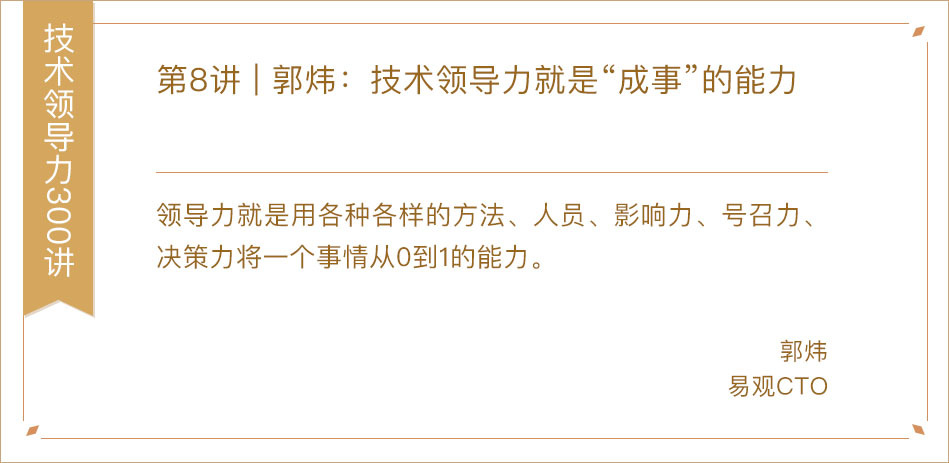 技术领导力300讲
第8讲 | 郭炜：技术领导力就是“成事”的能力
领导力就是用各种各样的方法、人员、影响力、号召力、
决策力将一个事情从0到1的能力。
郭炜
易观CTO